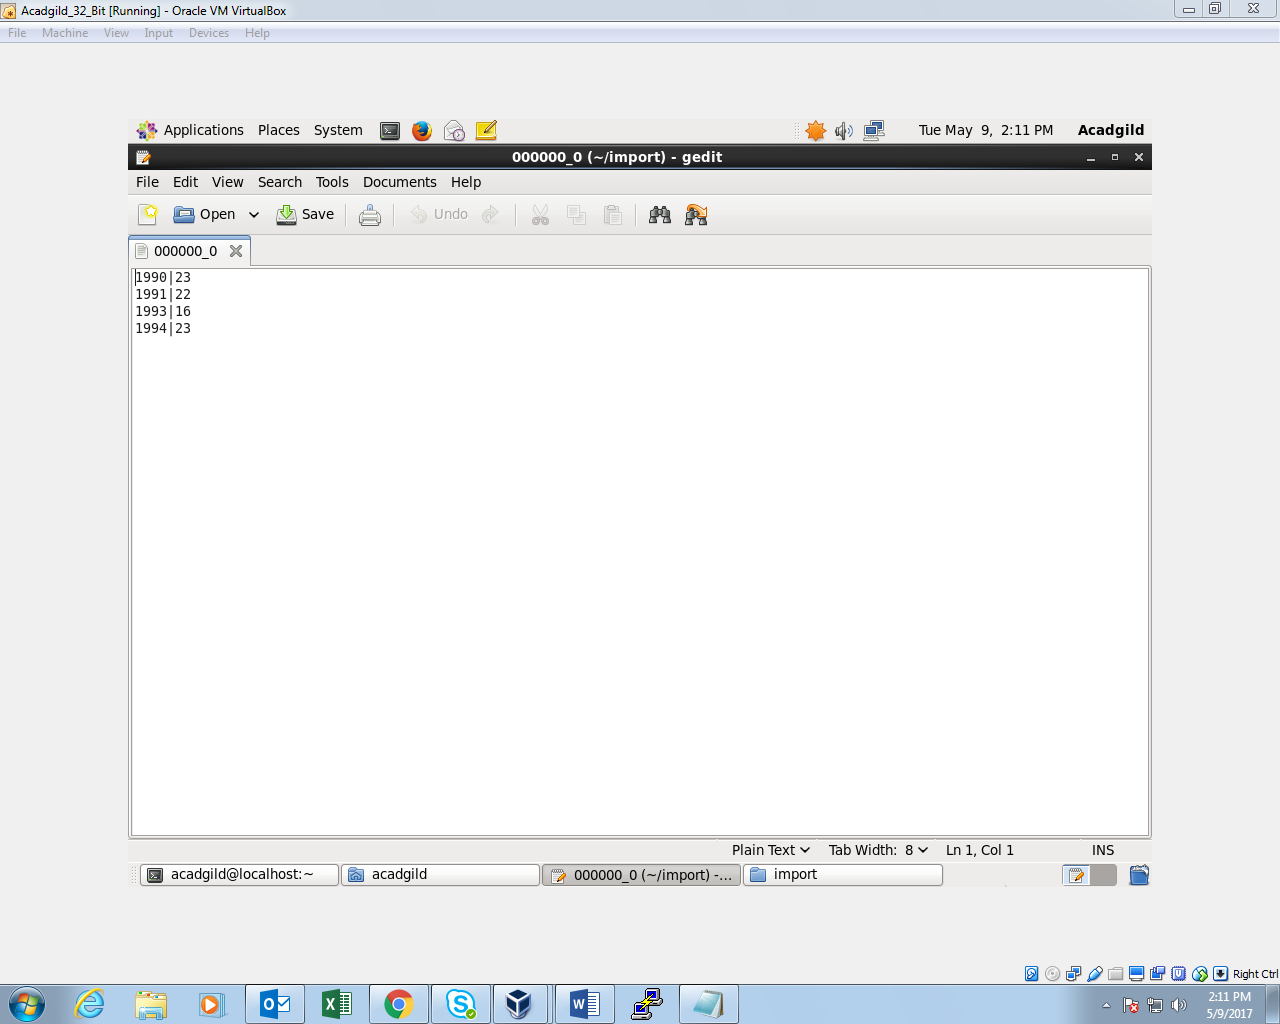 Acadgild_32_Bit [Running] - Oracle VM VirtualBox
File Machine View Input Devices Help
Applications Places System Tue May 9, 2:11 PM Acadgild
000000_0 (~/import) - gedit
File Edit View Search Tools Documents Help
Open Save Undo
000000_0
1990|23
1991|22
1993|16
1994|23
Plain Text Tab Width: 8 Ln 1, Col 1 INS
acadgild@localhost:~ acadgild 000000_0 (~/import) -... import
Right Ctrl
2:11 PM
5/9/2017